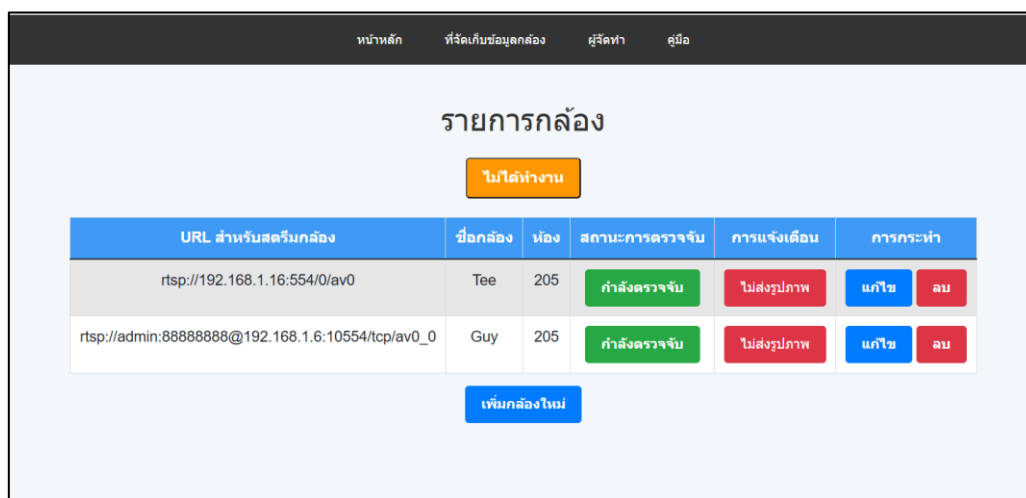 หน้าหลัก ที่จัดเก็บข้อมูลกล้อง ผู้จัดทำ คู่มือ
รายการกล้อง
ไม่ได้ทำงาน
URL สำหรับสตรีมกล้อง ชื่อกล้อง ห้อง สถานะการตรวจจับ การแจ้งเตือน การกระทำ
rtsp://192.168.1.16:554/0/av0 Tee 205 กำลังตรวจจับ ไม่ส่งรูปภาพ แก้ไข ลบ
rtsp://admin:88888888@192.168.1.6:10554/tcp/av0_0 Guy 205 กำลังตรวจจับ ไม่ส่งรูปภาพ แก้ไข ลบ
เพิ่มกล้องใหม่